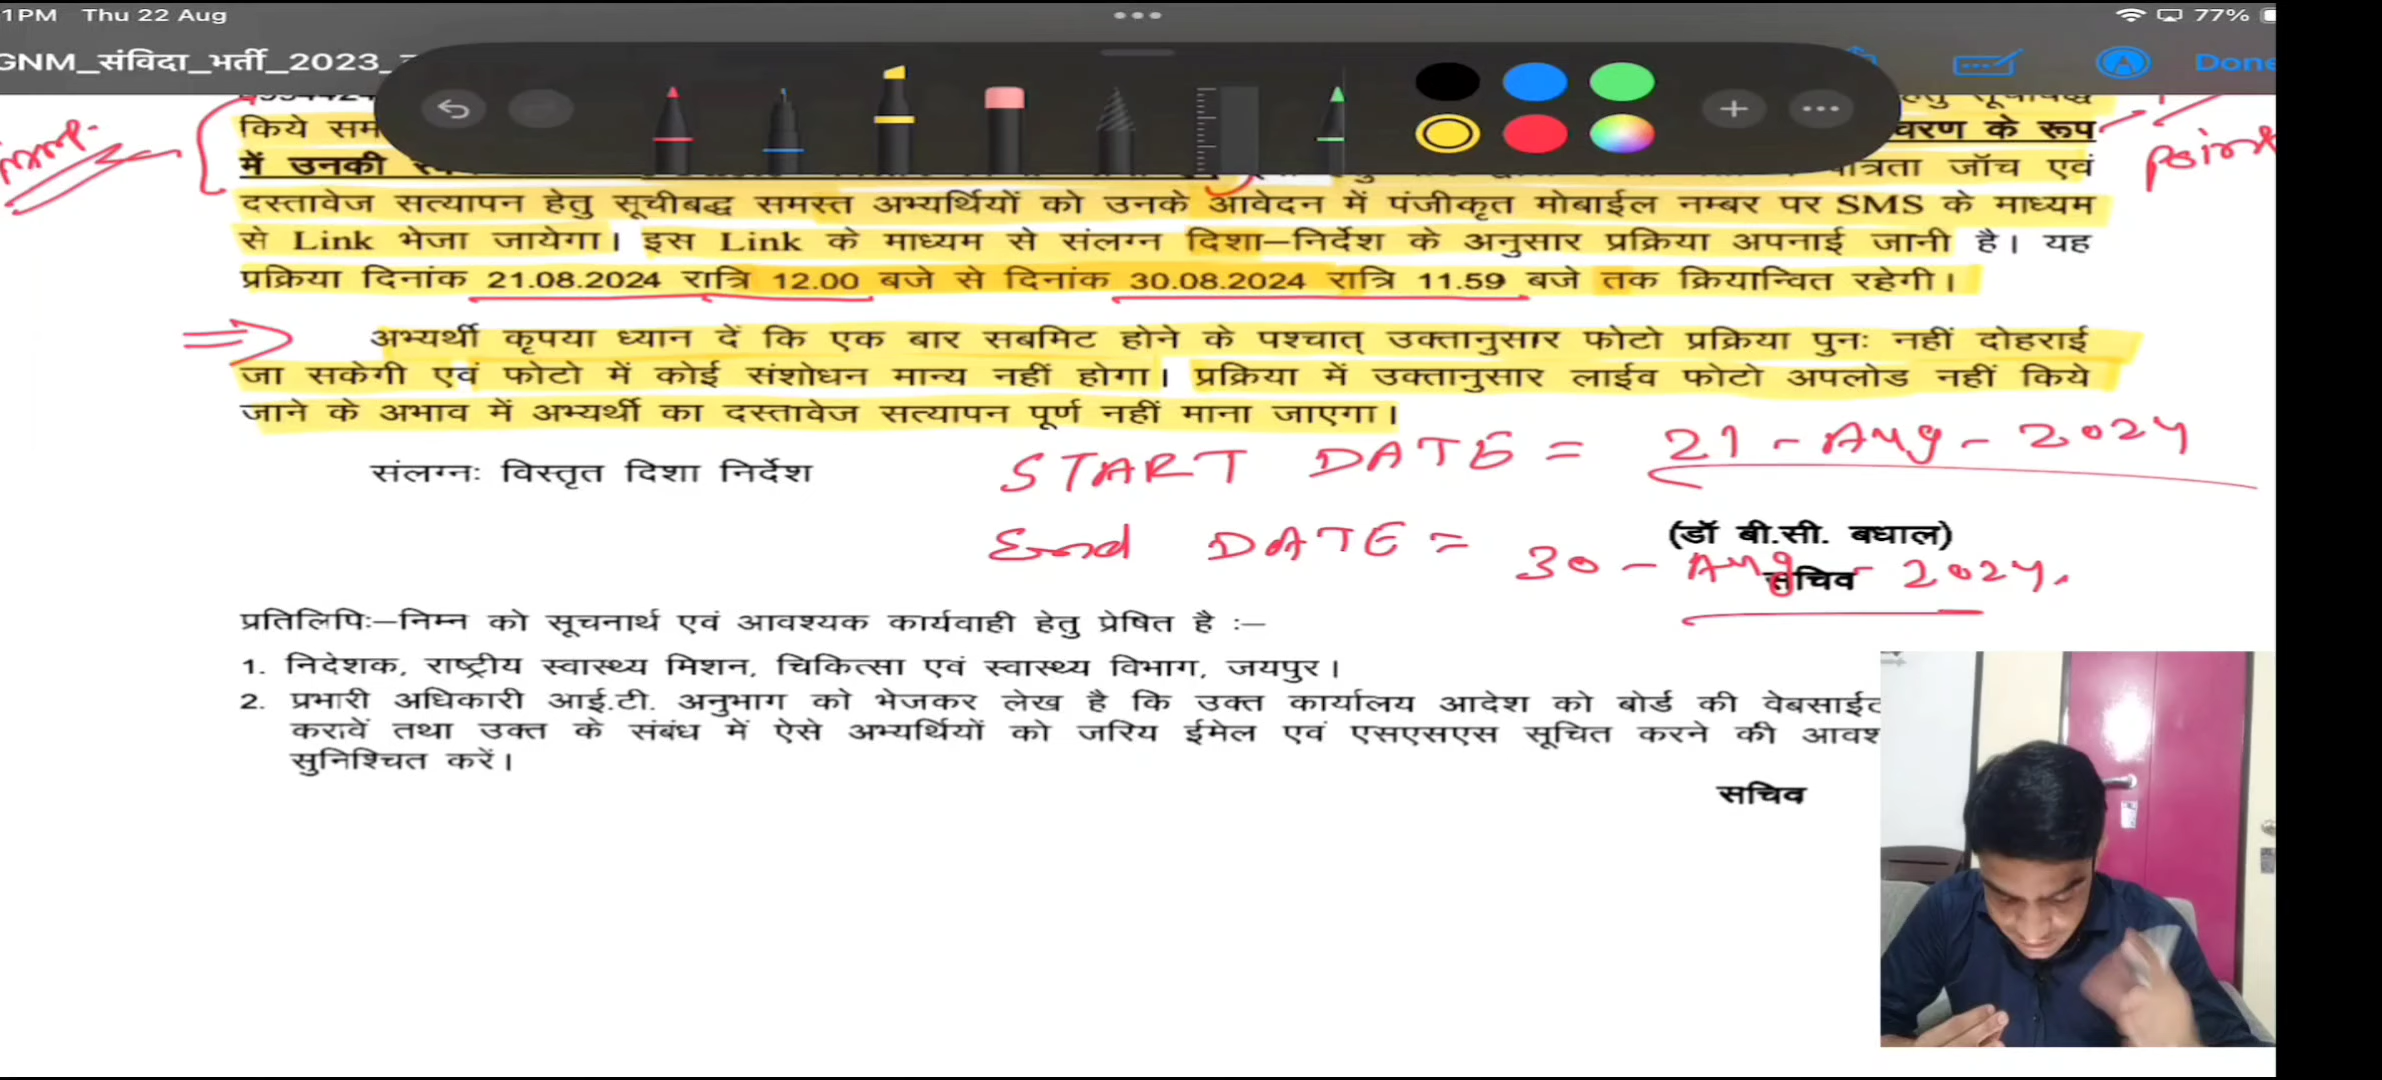 1PM Thu 22 Aug
77%
GNM_संविदा_भर्ती_2023_
Done
हेतु सूचीबद्ध
Imp.
किये सम
चरण के रूप
point
में उनकी
त्रता जॉच एवं
दस्तावेज सत्यापन हेतु सूचीबद्ध समस्त अभ्यर्थियों को उनके आवेदन में पंजीकृत मोबाईल नम्बर पर SMS के माध्यम
से Link भेजा जायेगा। इस Link के माध्यम से संलग्न दिशा–निर्देश के अनुसार प्रक्रिया अपनाई जानी है। यह
प्रक्रिया दिनांक 21.08.2024 रात्रि 12.00 बजे से दिनांक 30.08.2024 रात्रि 11.59 बजे तक क्रियान्वित रहेगी।
अभ्यर्थी कृपया ध्यान दें कि एक बार सबमिट होने के पश्चात् उक्तानुसार फोटो प्रक्रिया पुनः नहीं दोहराई
जा सकेगी एवं फोटो में कोई संशोधन मान्य नहीं होगा। प्रक्रिया में उक्तानुसार लाईव फोटो अपलोड नहीं किये
जाने के अभाव में अभ्यर्थी का दस्तावेज सत्यापन पूर्ण नहीं माना जाएगा।
START DATE = 21 - Aug - 2024
संलग्नः विस्तृत दिशा निर्देश
(डॉ बी.सी. बधाल)
End DATE = 30 - Aug - 2024.
सचिव
प्रतिलिपिः–निम्न को सूचनार्थ एवं आवश्यक कार्यवाही हेतु प्रेषित है :–
1. निदेशक, राष्ट्रीय स्वास्थ्य मिशन, चिकित्सा एवं स्वास्थ्य विभाग, जयपुर।
2. प्रभारी अधिकारी आई.टी. अनुभाग को भेजकर लेख है कि उक्त कार्यालय आदेश को बोर्ड की वेबसाईट
करावें तथा उक्त के संबंध में ऐसे अभ्यर्थियों को जरिय ईमेल एवं एसएसएस सूचित करने की आवश
सुनिश्चित करें।
सचिव